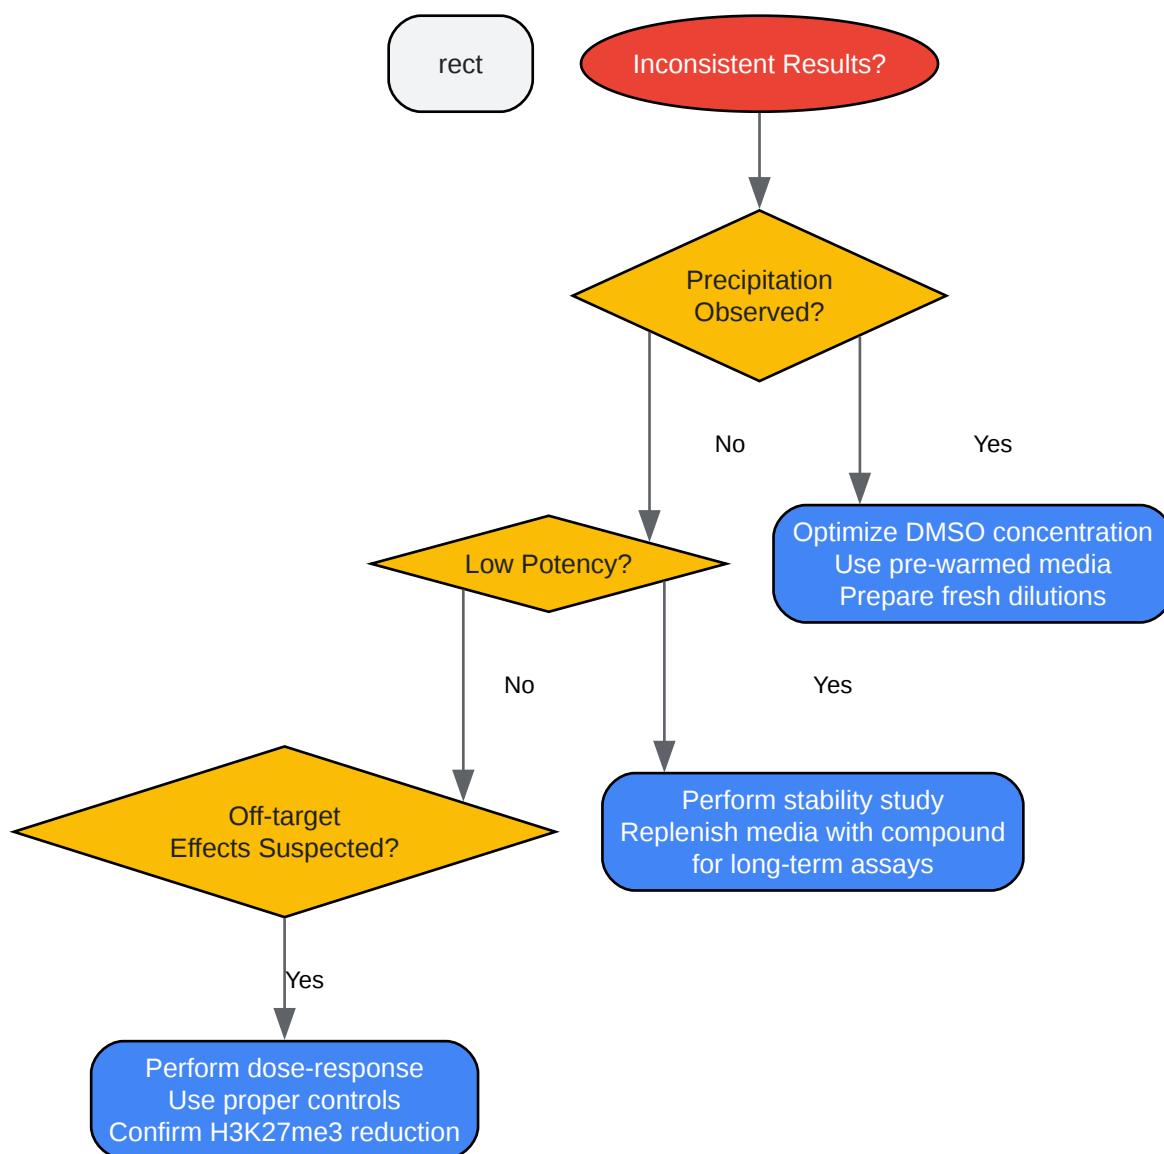 rect
Inconsistent Results?
Precipitation
Observed?
No
Yes
Optimize DMSO concentration
Use pre-warmed media
Prepare fresh dilutions
Low Potency?
No
Yes
Perform stability study
Replenish media with compound
for long-term assays
Off-target
Effects Suspected?
Yes
Perform dose-response
Use proper controls
Confirm H3K27me3 reduction